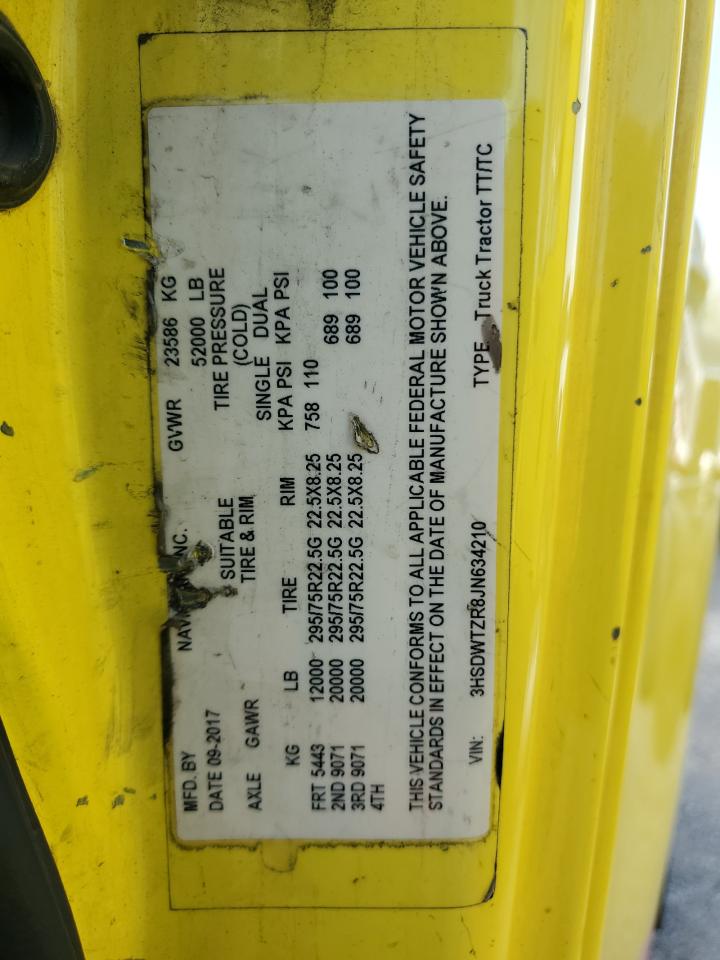 MFD. BY INC.
DATE 09-2017
GVWR 23586 KG
52000 LB
SUITABLE TIRE PRESSURE
AXLE GAWR TIRE & RIM (COLD)
SINGLE DUAL
KG LB TIRE RIM KPA PSI KPA PSI
FRT 5443 12000 295/75R22.5G 22.5X8.25 758 110
2ND 9071 20000 295/75R22.5G 22.5X8.25 689 100
3RD 9071 20000 295/75R22.5G 22.5X8.25 689 100
4TH
THIS VEHICLE CONFORMS TO ALL APPLICABLE FEDERAL MOTOR VEHICLE SAFETY
STANDARDS IN EFFECT ON THE DATE OF MANUFACTURE SHOWN ABOVE.
VIN: 3HSDWTZR8JN634210 TYPE Truck Tractor TT/TC